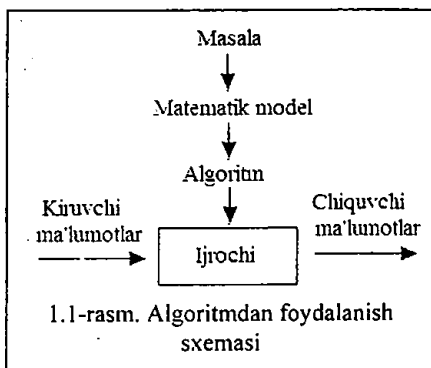 Masala
Matematik model
Algoritm
Kiruvchi
ma'lumotlar
Ijrochi
Chiquvchi
ma'lumotlar
1.1-rasm. Algoritmdan foydalanish
sxemasi